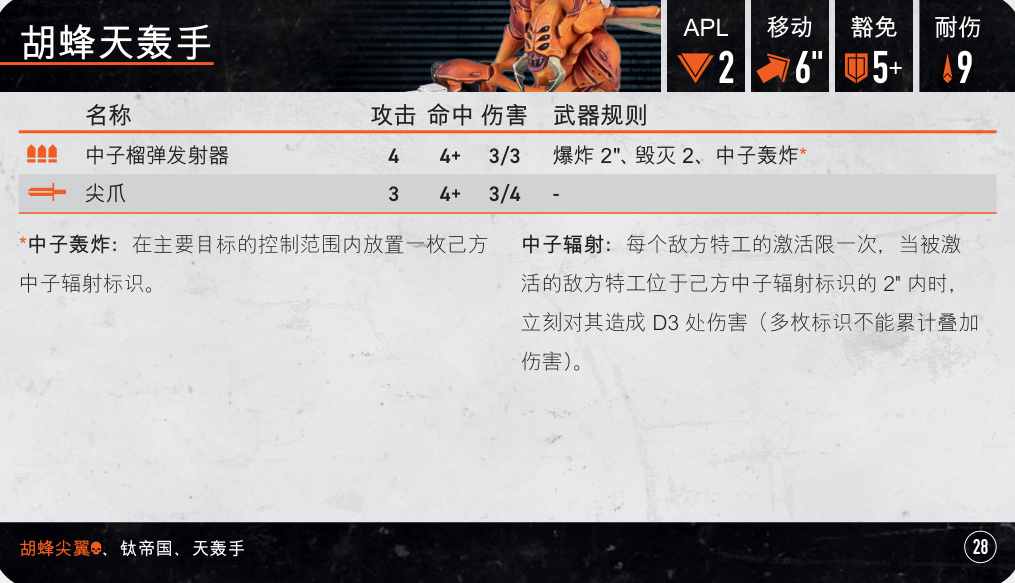 胡蜂天轰手
APL 移动 豁免 耐伤
2 6" 5+ 9
名称 攻击 命中 伤害 武器规则
中子榴弹发射器 4 4+ 3/3 爆炸 2"、毁灭 2、中子轰炸*
尖爪 3 4+ 3/4 -
*中子轰炸：在主要目标的控制范围内放置一枚己方
中子辐射标识。
中子辐射：每个敌方特工的激活限一次，当被激
活的敌方特工位于己方中子辐射标识的 2" 内时，
立刻对其造成 D3 处伤害（多枚标识不能累计叠加
伤害）。
胡蜂尖翼、钛帝国、天轰手
28